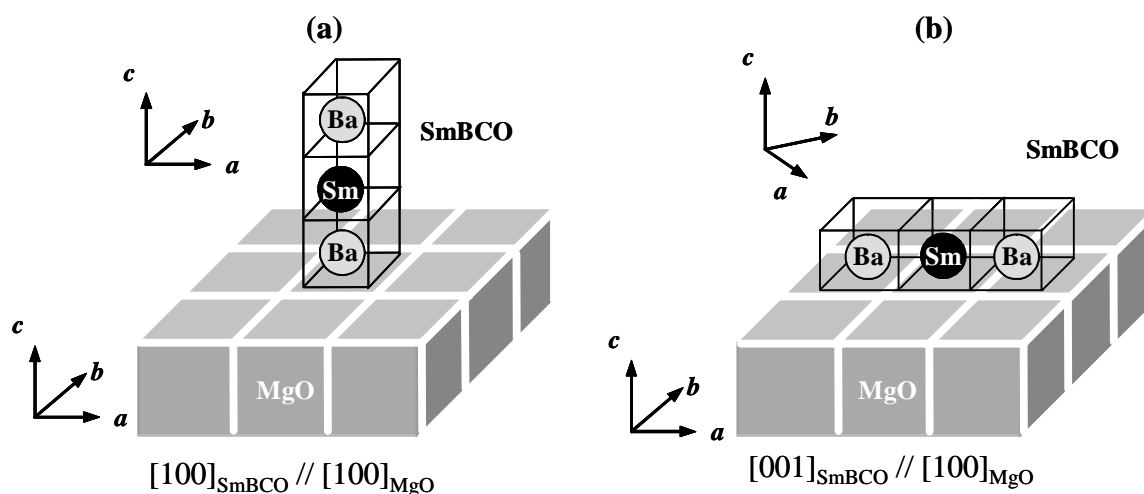 (a)
(b)
c
b
a
Ba
Sm
Ba
SmBCO
c
b
a
SmBCO
Ba Sm Ba
c
b
a
MgO
c
b
a
MgO
[100]SmBCO // [100]MgO
[001]SmBCO // [100]MgO